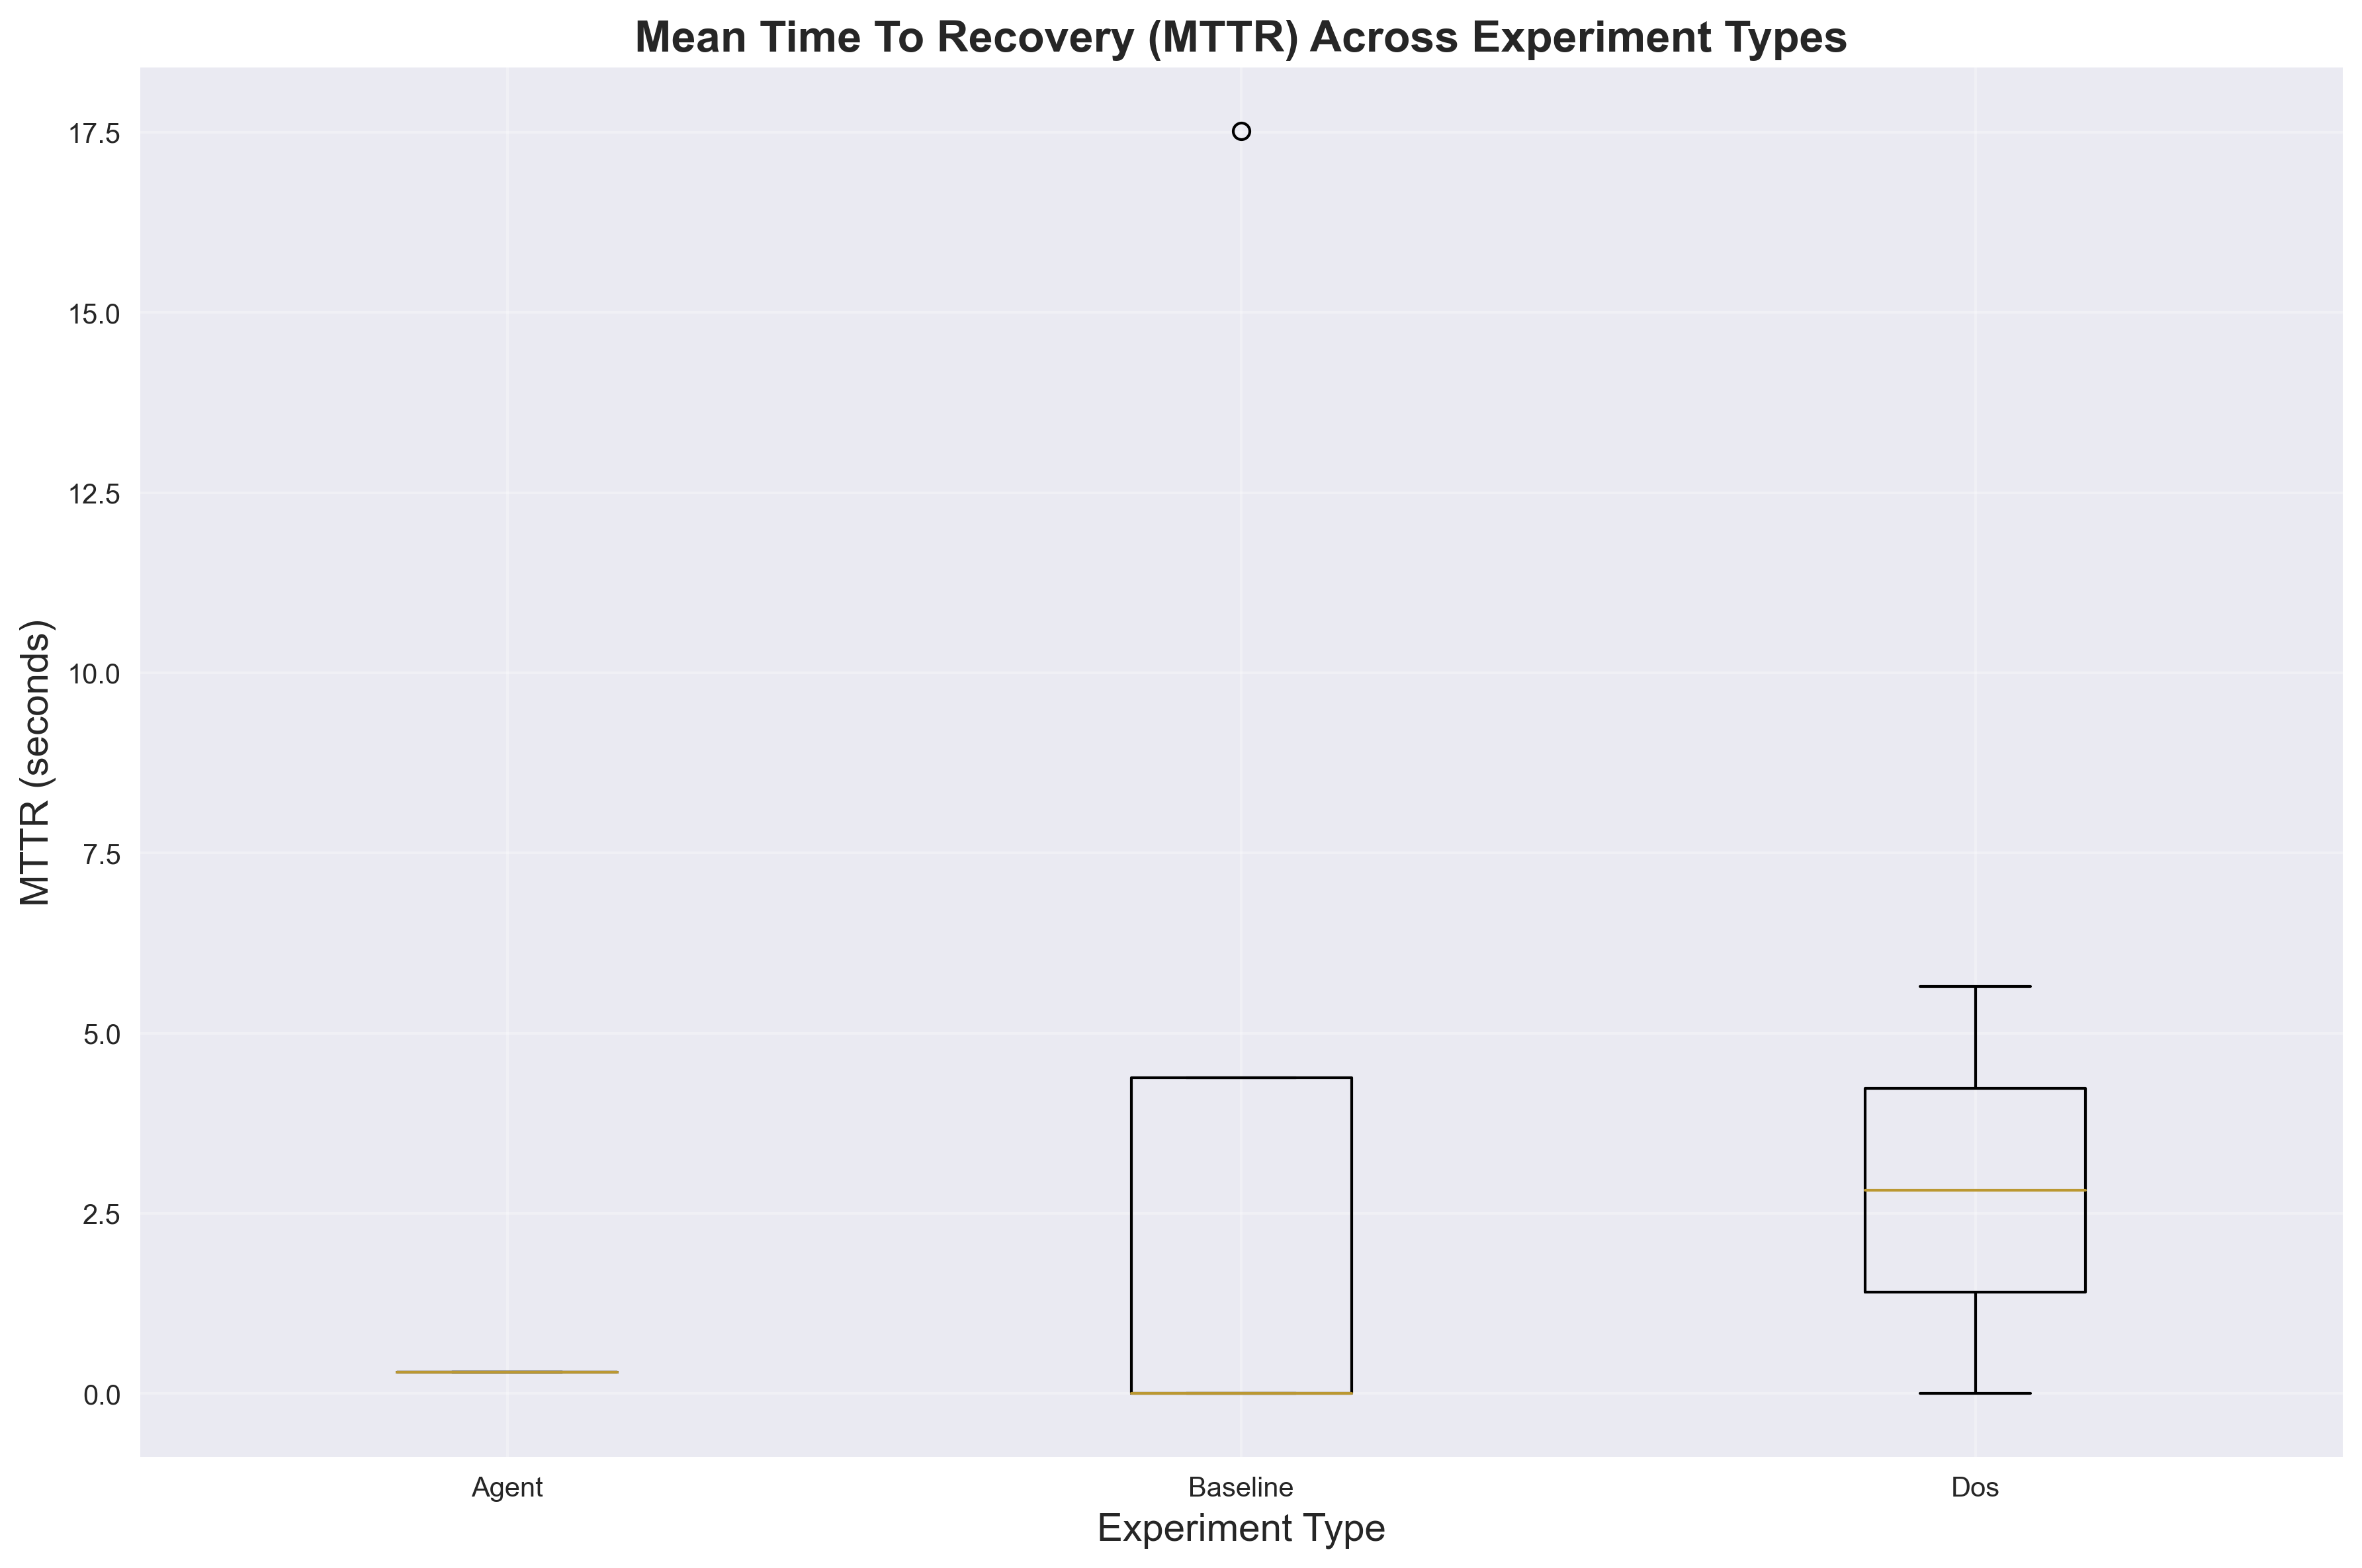 Mean Time To Recovery (MTTR) Across Experiment Types
MTTR (seconds)
17.5
15.0
12.5
10.0
7.5
5.0
2.5
0.0
Agent
Baseline
Dos
Experiment Type